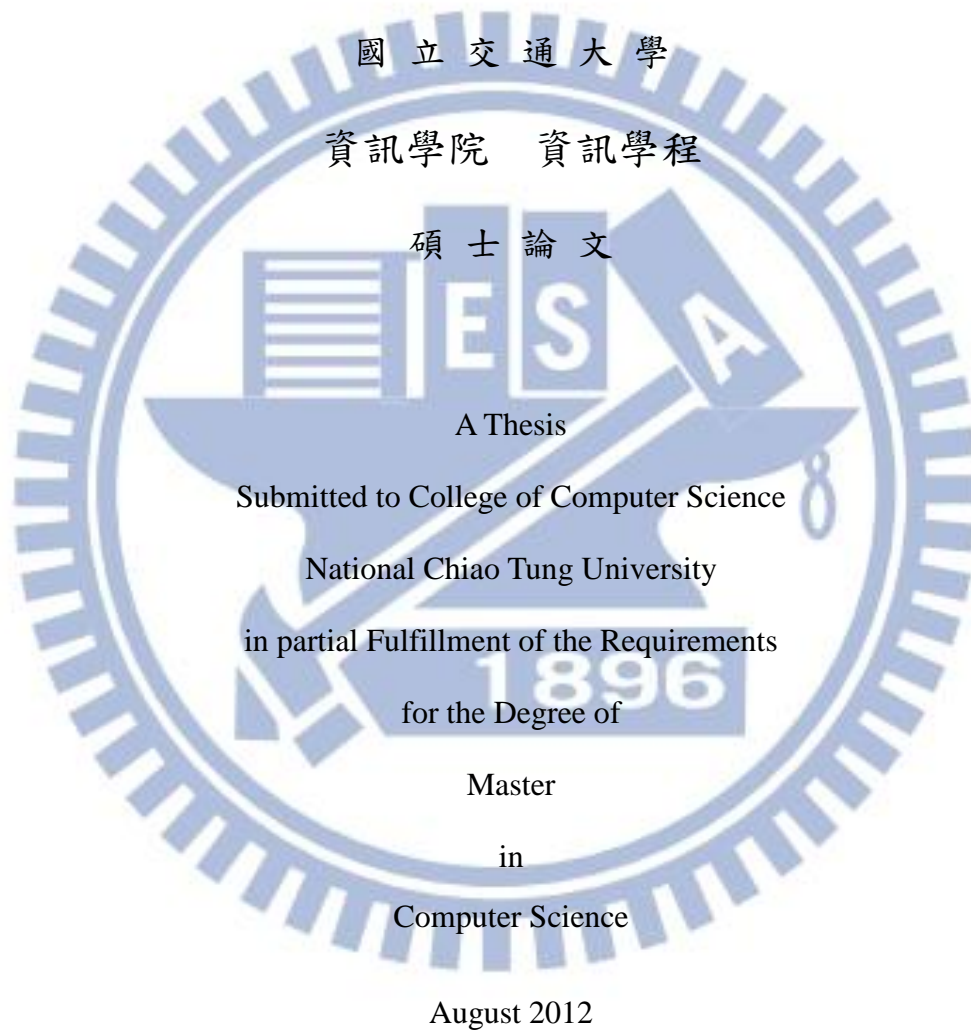 國 立 交 通 大 學
資訊學院 資訊學程
碩 士 論 文
E S A
A Thesis
Submitted to College of Computer Science
National Chiao Tung University
in partial Fulfillment of the Requirements
1896
for the Degree of
Master
in
Computer Science
August 2012